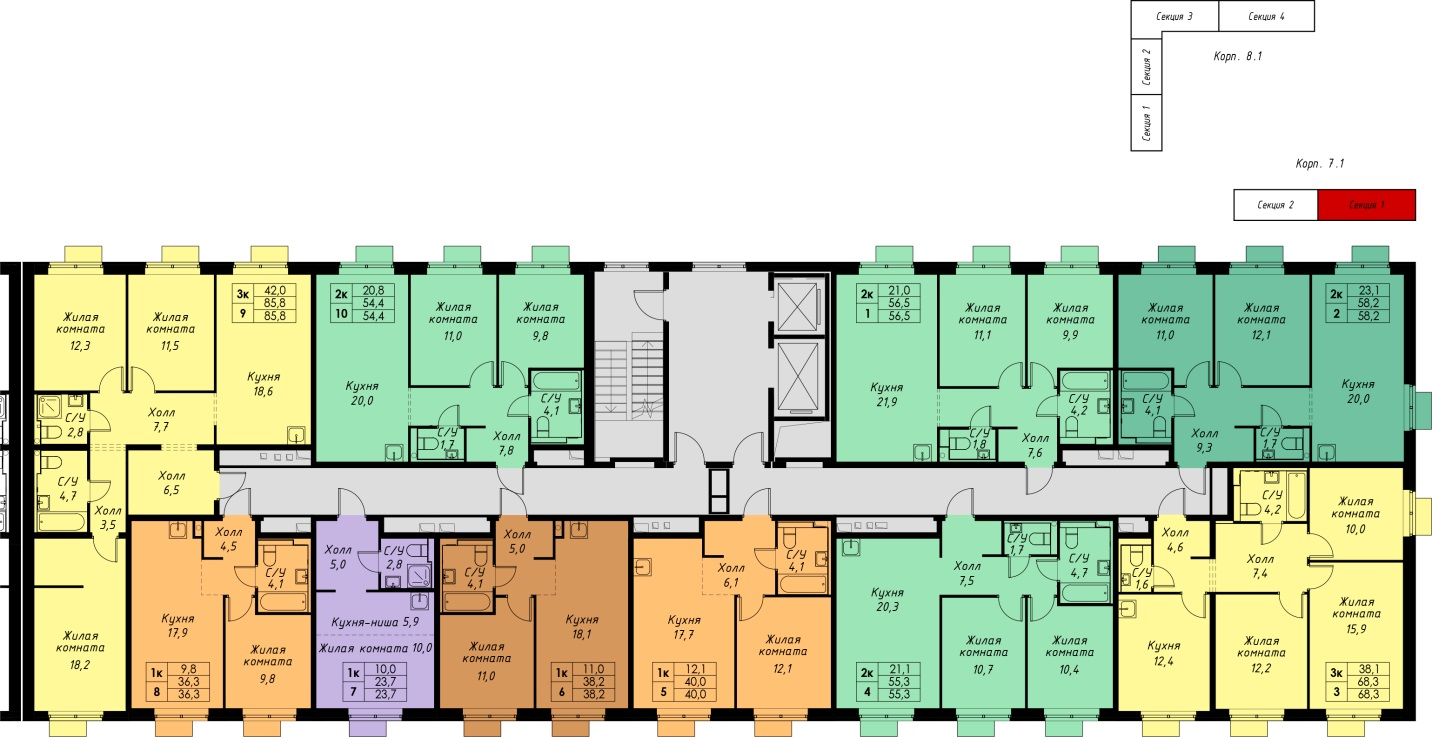 Секция 3
Секция 4
Секция 2
Корп. 8.1
Секция 1
Корп. 7.1
Секция 2
Секция 1
Жилая
комната
12,3
Жилая
комната
11,5
3к 42,0
85,8
9 85,8
Кухня
18,6
С/У
2,8
Холл
7,7
С/У
4,7
Холл
3,5
Холл
6,5
Жилая
комната
18,2
2к 20,8
54,4
10 54,4
Кухня
20,0
Жилая
комната
11,0
Жилая
комната
9,8
С/У
1,7
Холл
7,8
С/У
4,1
2к 21,0
56,5
1 56,5
Кухня
21,9
Жилая
комната
11,1
Жилая
комната
9,9
С/У
1,8
Холл
7,6
С/У
4,2
Жилая
комната
11,0
Жилая
комната
12,1
2к 23,1
58,2
2 58,2
Кухня
20,0
С/У
4,1
Холл
9,3
С/У
1,7
Холл
4,5
С/У
4,1
Кухня
17,9
1к 9,8
36,3
8 36,3
Жилая
комната
9,8
Холл
5,0
С/У
2,8
Кухня-ниша 5,9
Жилая комната 10,0
1к 10,0
23,7
7 23,7
Холл
5,0
С/У
4,1
Кухня
18,1
Жилая
комната
11,0
1к 11,0
38,2
6 38,2
Холл
6,1
С/У
4,1
Кухня
17,7
1к 12,1
40,0
5 40,0
Жилая
комната
12,1
Кухня
20,3
Холл
7,5
С/У
1,7
С/У
4,7
2к 21,1
55,3
4 55,3
Жилая
комната
10,7
Жилая
комната
10,4
С/У
1,6
Холл
4,6
С/У
4,2
Холл
7,4
Жилая
комната
10,0
Кухня
12,4
Жилая
комната
12,2
Жилая
комната
15,9
3к 38,1
68,3
3 68,3